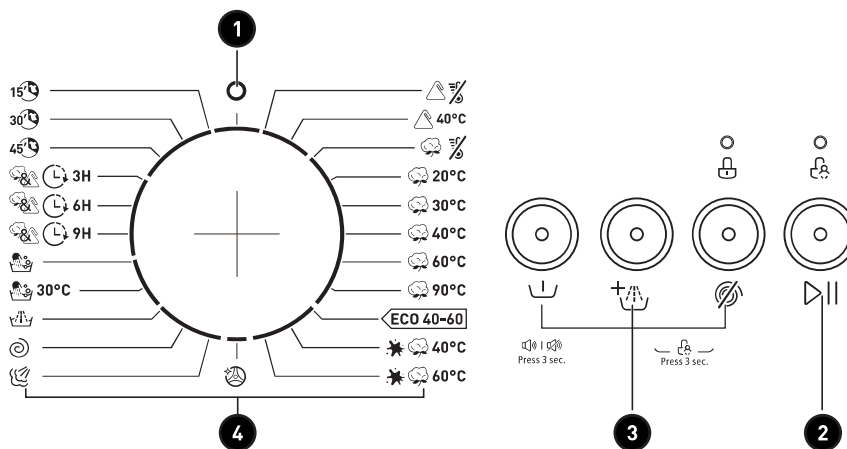 1
15'
30'
45'
& 3H
& 6H
& 9H
30°C
40°C
20°C
30°C
40°C
60°C
90°C
ECO 40-60
40°C
60°C
4
Press 3 sec.
Press 3 sec.
3
2